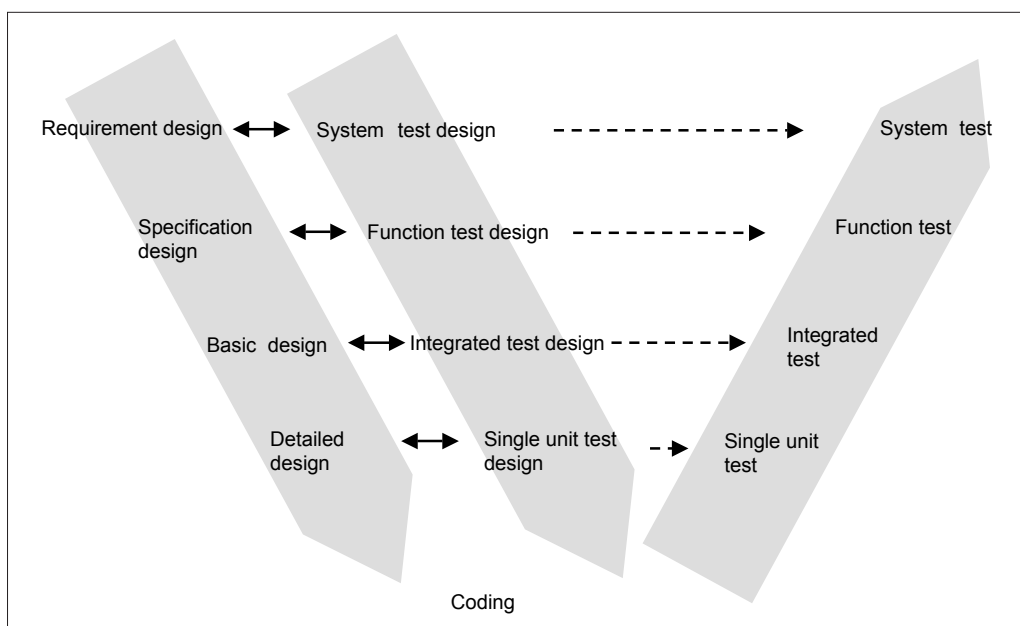 Requirement design
System test design
System test
Specification
design
Function test design
Function test
Basic design
Integrated test design
Integrated
test
Detailed
design
Single unit test
design
Single unit
test
Coding